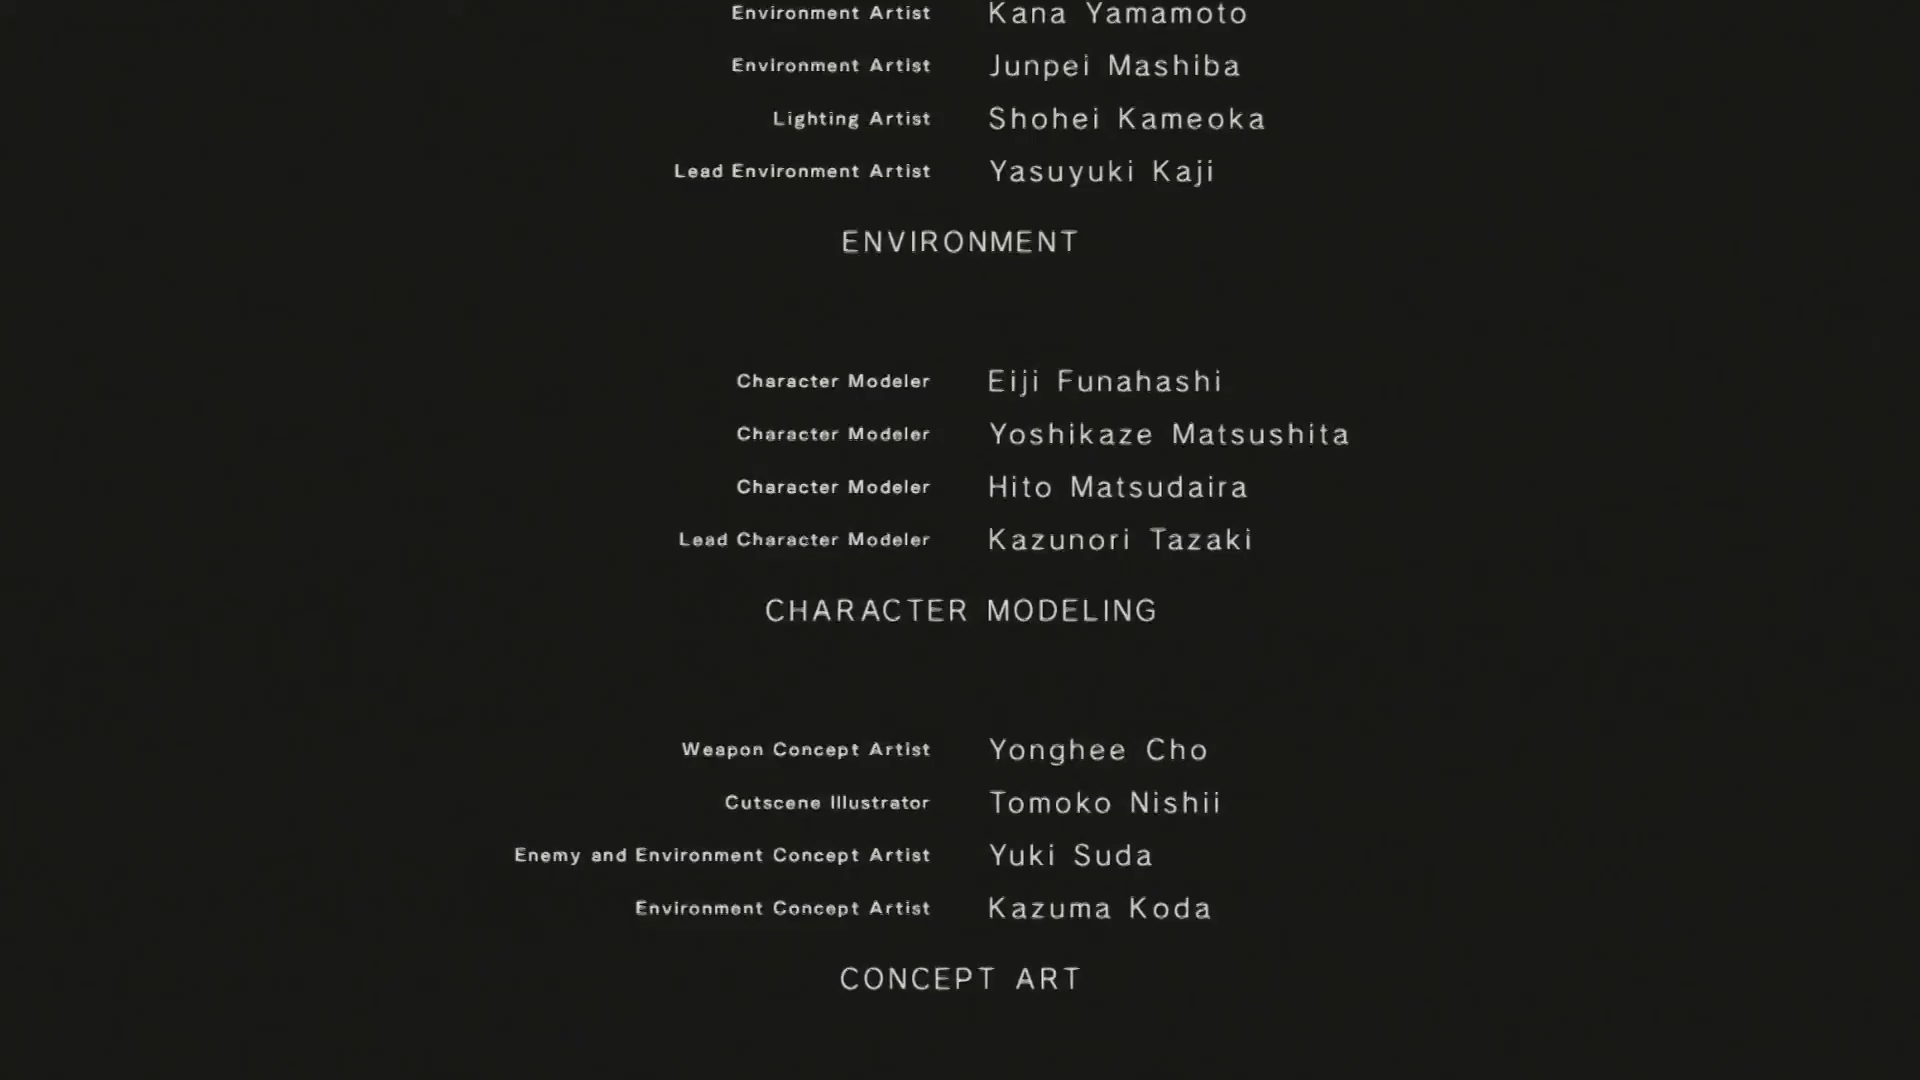 Environment Artist Kana Yamamoto
Environment Artist Junpei Mashiba
Lighting Artist Shohei Kameoka
Lead Environment Artist Yasuyuki Kaji
ENVIRONMENT
Character Modeler Eiji Funahashi
Character Modeler Yoshikaze Matsushita
Character Modeler Hito Matsudaira
Lead Character Modeler Kazunori Tazaki
CHARACTER MODELING
Weapon Concept Artist Yonghee Cho
Cutscene Illustrator Tomoko Nishii
Enemy and Environment Concept Artist Yuki Suda
Environment Concept Artist Kazuma Koda
CONCEPT ART